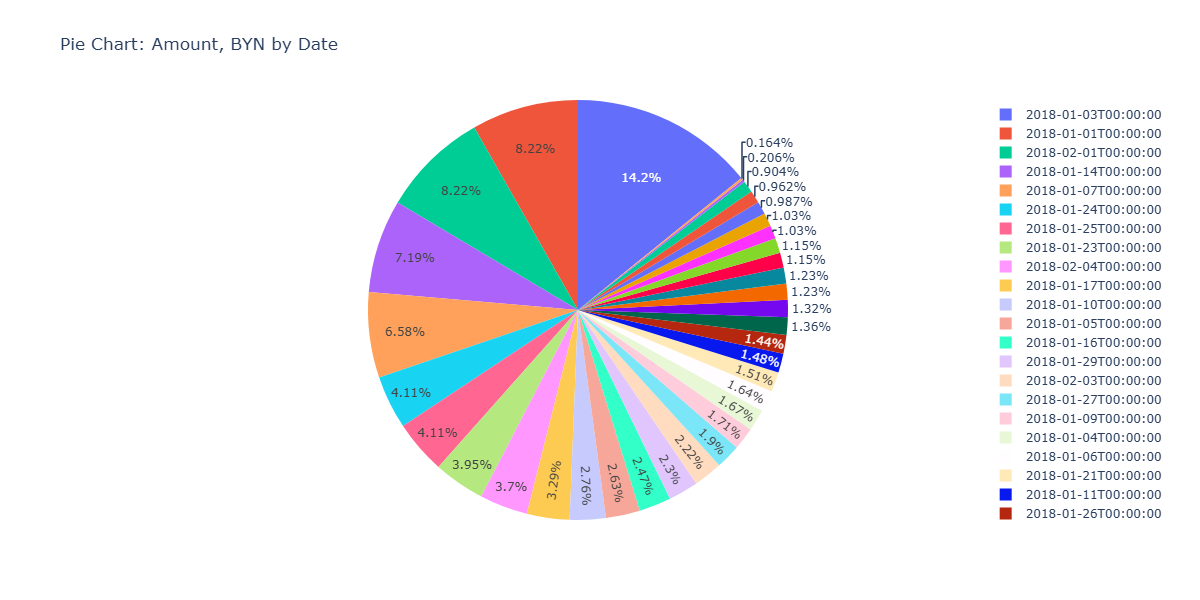 Pie Chart: Amount, BYN by Date
14.2%
8.22%
8.22%
7.19%
6.58%
4.11%
4.11%
3.95%
3.7%
3.29%
2.76%
2.63%
2.47%
2.3%
2.22%
1.9%
1.71%
1.67%
1.64%
1.51%
1.48%
1.44%
1.36%
1.32%
1.23%
1.23%
1.15%
1.15%
1.03%
1.03%
0.987%
0.962%
0.904%
0.206%
0.164%
2018-01-03T00:00:00
2018-01-01T00:00:00
2018-02-01T00:00:00
2018-01-14T00:00:00
2018-01-07T00:00:00
2018-01-24T00:00:00
2018-01-25T00:00:00
2018-01-23T00:00:00
2018-02-04T00:00:00
2018-01-17T00:00:00
2018-01-10T00:00:00
2018-01-05T00:00:00
2018-01-16T00:00:00
2018-01-29T00:00:00
2018-02-03T00:00:00
2018-01-27T00:00:00
2018-01-09T00:00:00
2018-01-04T00:00:00
2018-01-06T00:00:00
2018-01-21T00:00:00
2018-01-11T00:00:00
2018-01-26T00:00:00